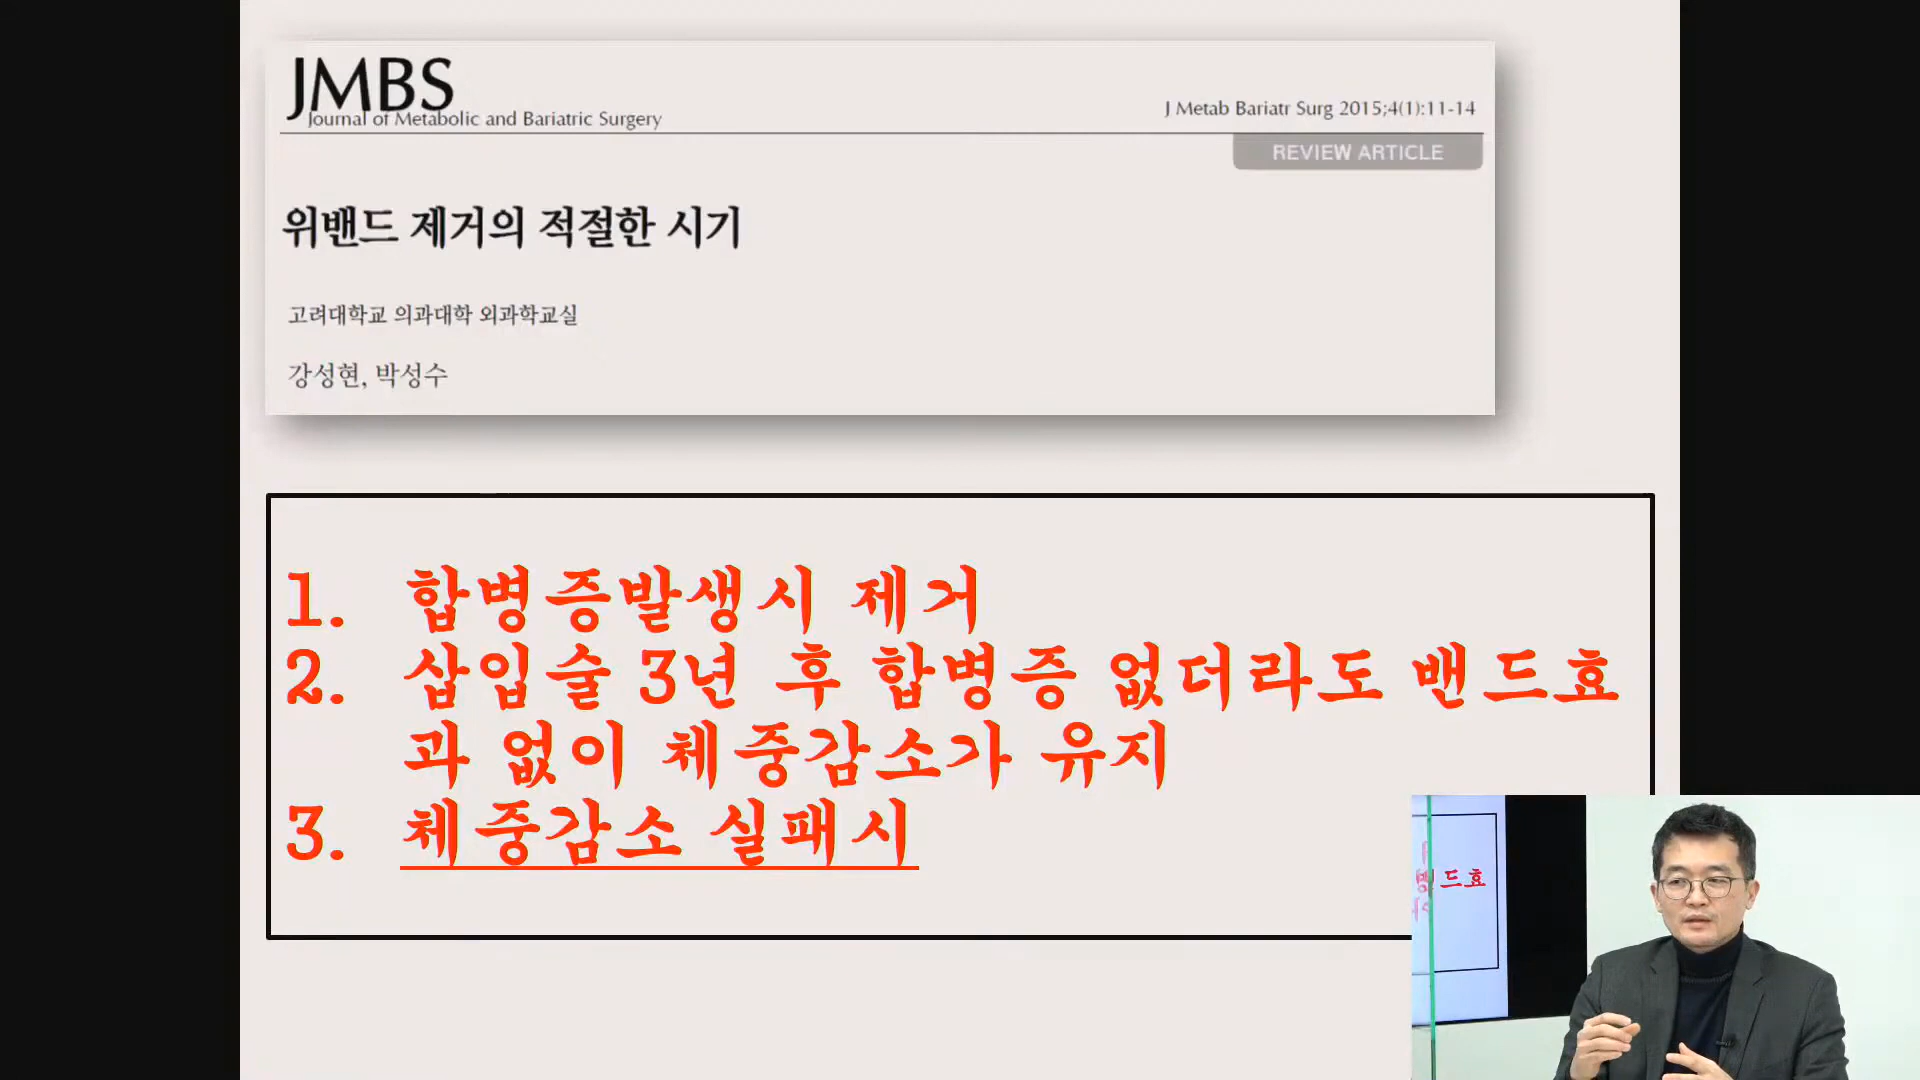 JMBS
Journal of Metabolic and Bariatric Surgery
J Metab Bariatr Surg 2015;4(1):11-14
REVIEW ARTICLE
위밴드 제거의 적절한 시기
고려대학교 의과대학 외과학교실
강성현, 박성수
1. 합병증발생시 제거
2. 삽입술 3년 후 합병증 없더라도 밴드효
과 없이 체중감소가 유지
3. 체중감소 실패시
밴드효